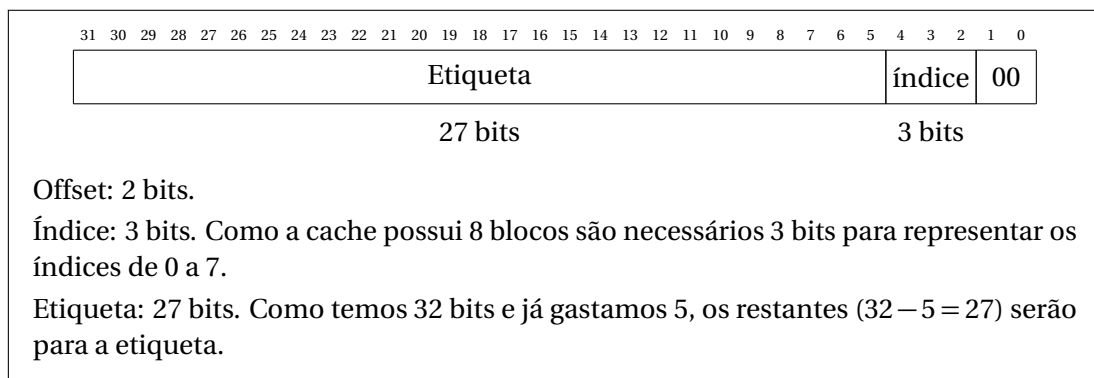 31 30 29 28 27 26 25 24 23 22 21 20 19 18 17 16 15 14 13 12 11 10 9 8 7 6 5 4 3 2 1 0
Etiqueta índice 00
27 bits 3 bits
Offset: 2 bits.
Índice: 3 bits. Como a cache possui 8 blocos são necessários 3 bits para representar os
índices de 0 a 7.
Etiqueta: 27 bits. Como temos 32 bits e já gastamos 5, os restantes (32−5=27) serão
para a etiqueta.